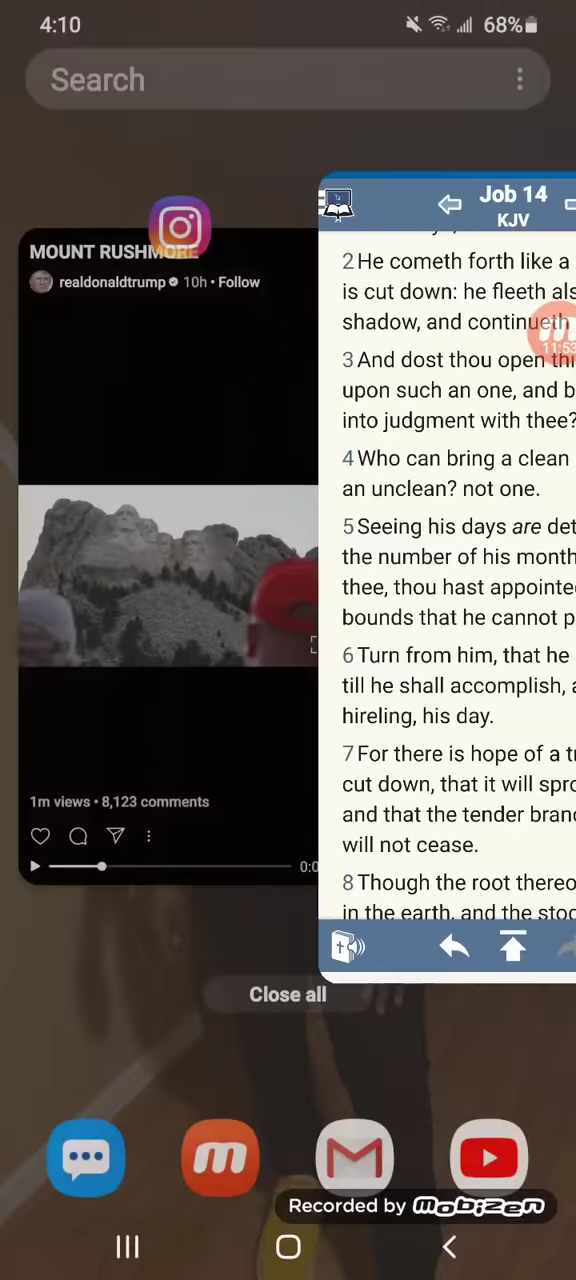 4:10
68%
Search
MOUNT RUSHMORE
realdonaldtrump 10h • Follow
1m views • 8,123 comments
0:0
Job 14
KJV
2 He cometh forth like a
is cut down: he fleeth als
shadow, and continueth
11:53
3 And dost thou open thi
upon such an one, and b
into judgment with thee?
4 Who can bring a clean
an unclean? not one.
5 Seeing his days are det
the number of his month
thee, thou hast appointe
bounds that he cannot p
6 Turn from him, that he
till he shall accomplish, a
hireling, his day.
7 For there is hope of a tr
cut down, that it will spro
and that the tender branc
will not cease.
8 Though the root thereo
in the earth, and the stoc
Close all
Recorded by Mobizen